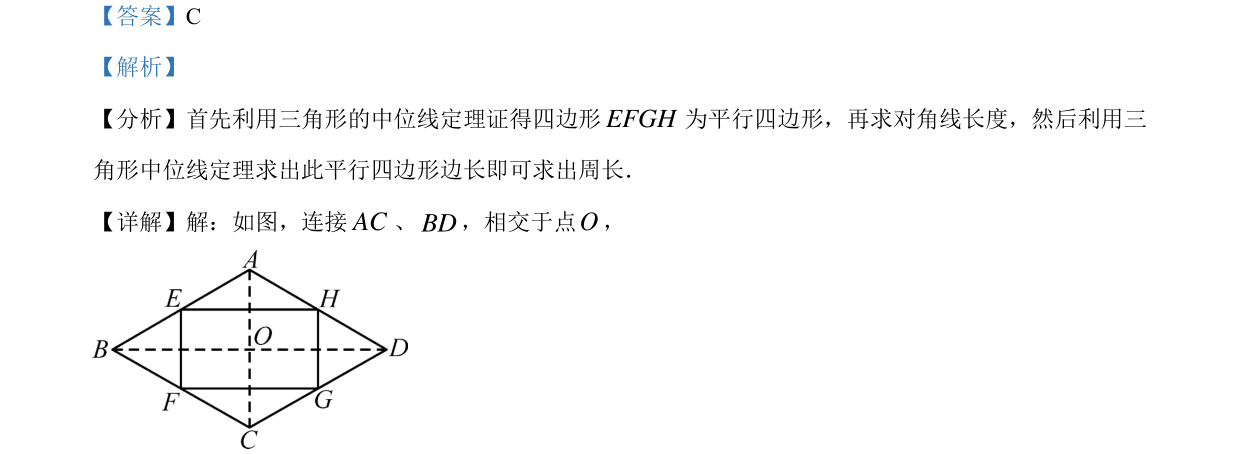 【答案】C
【解析】
【分析】首先利用三角形的中位线定理证得四边形 EFGH 为平行四边形，再求对角线长度，然后利用三
角形中位线定理求出此平行四边形边长即可求出周长．
【详解】解：如图，连接 AC 、 BD ，相交于点 O ，
A
E H
B O D
F G
C